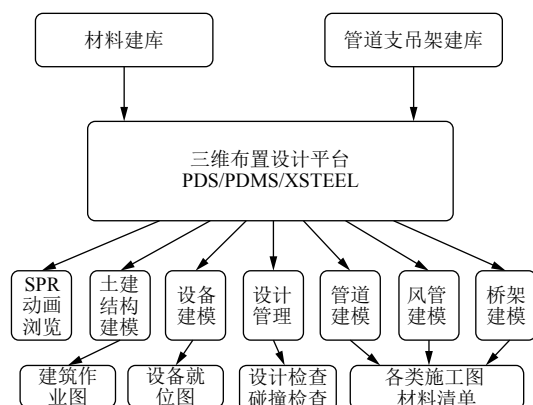 材料建库
管道支吊架建库
三维布置设计平台
PDS/PDMS/XSTEEL
SPR
动画
浏览
土建
结构
建模
设备
建模
设计
管理
管道
建模
风管
建模
桥架
建模
建筑作
业图
设备就
位图
设计检查
碰撞检查
各类施工图
材料清单